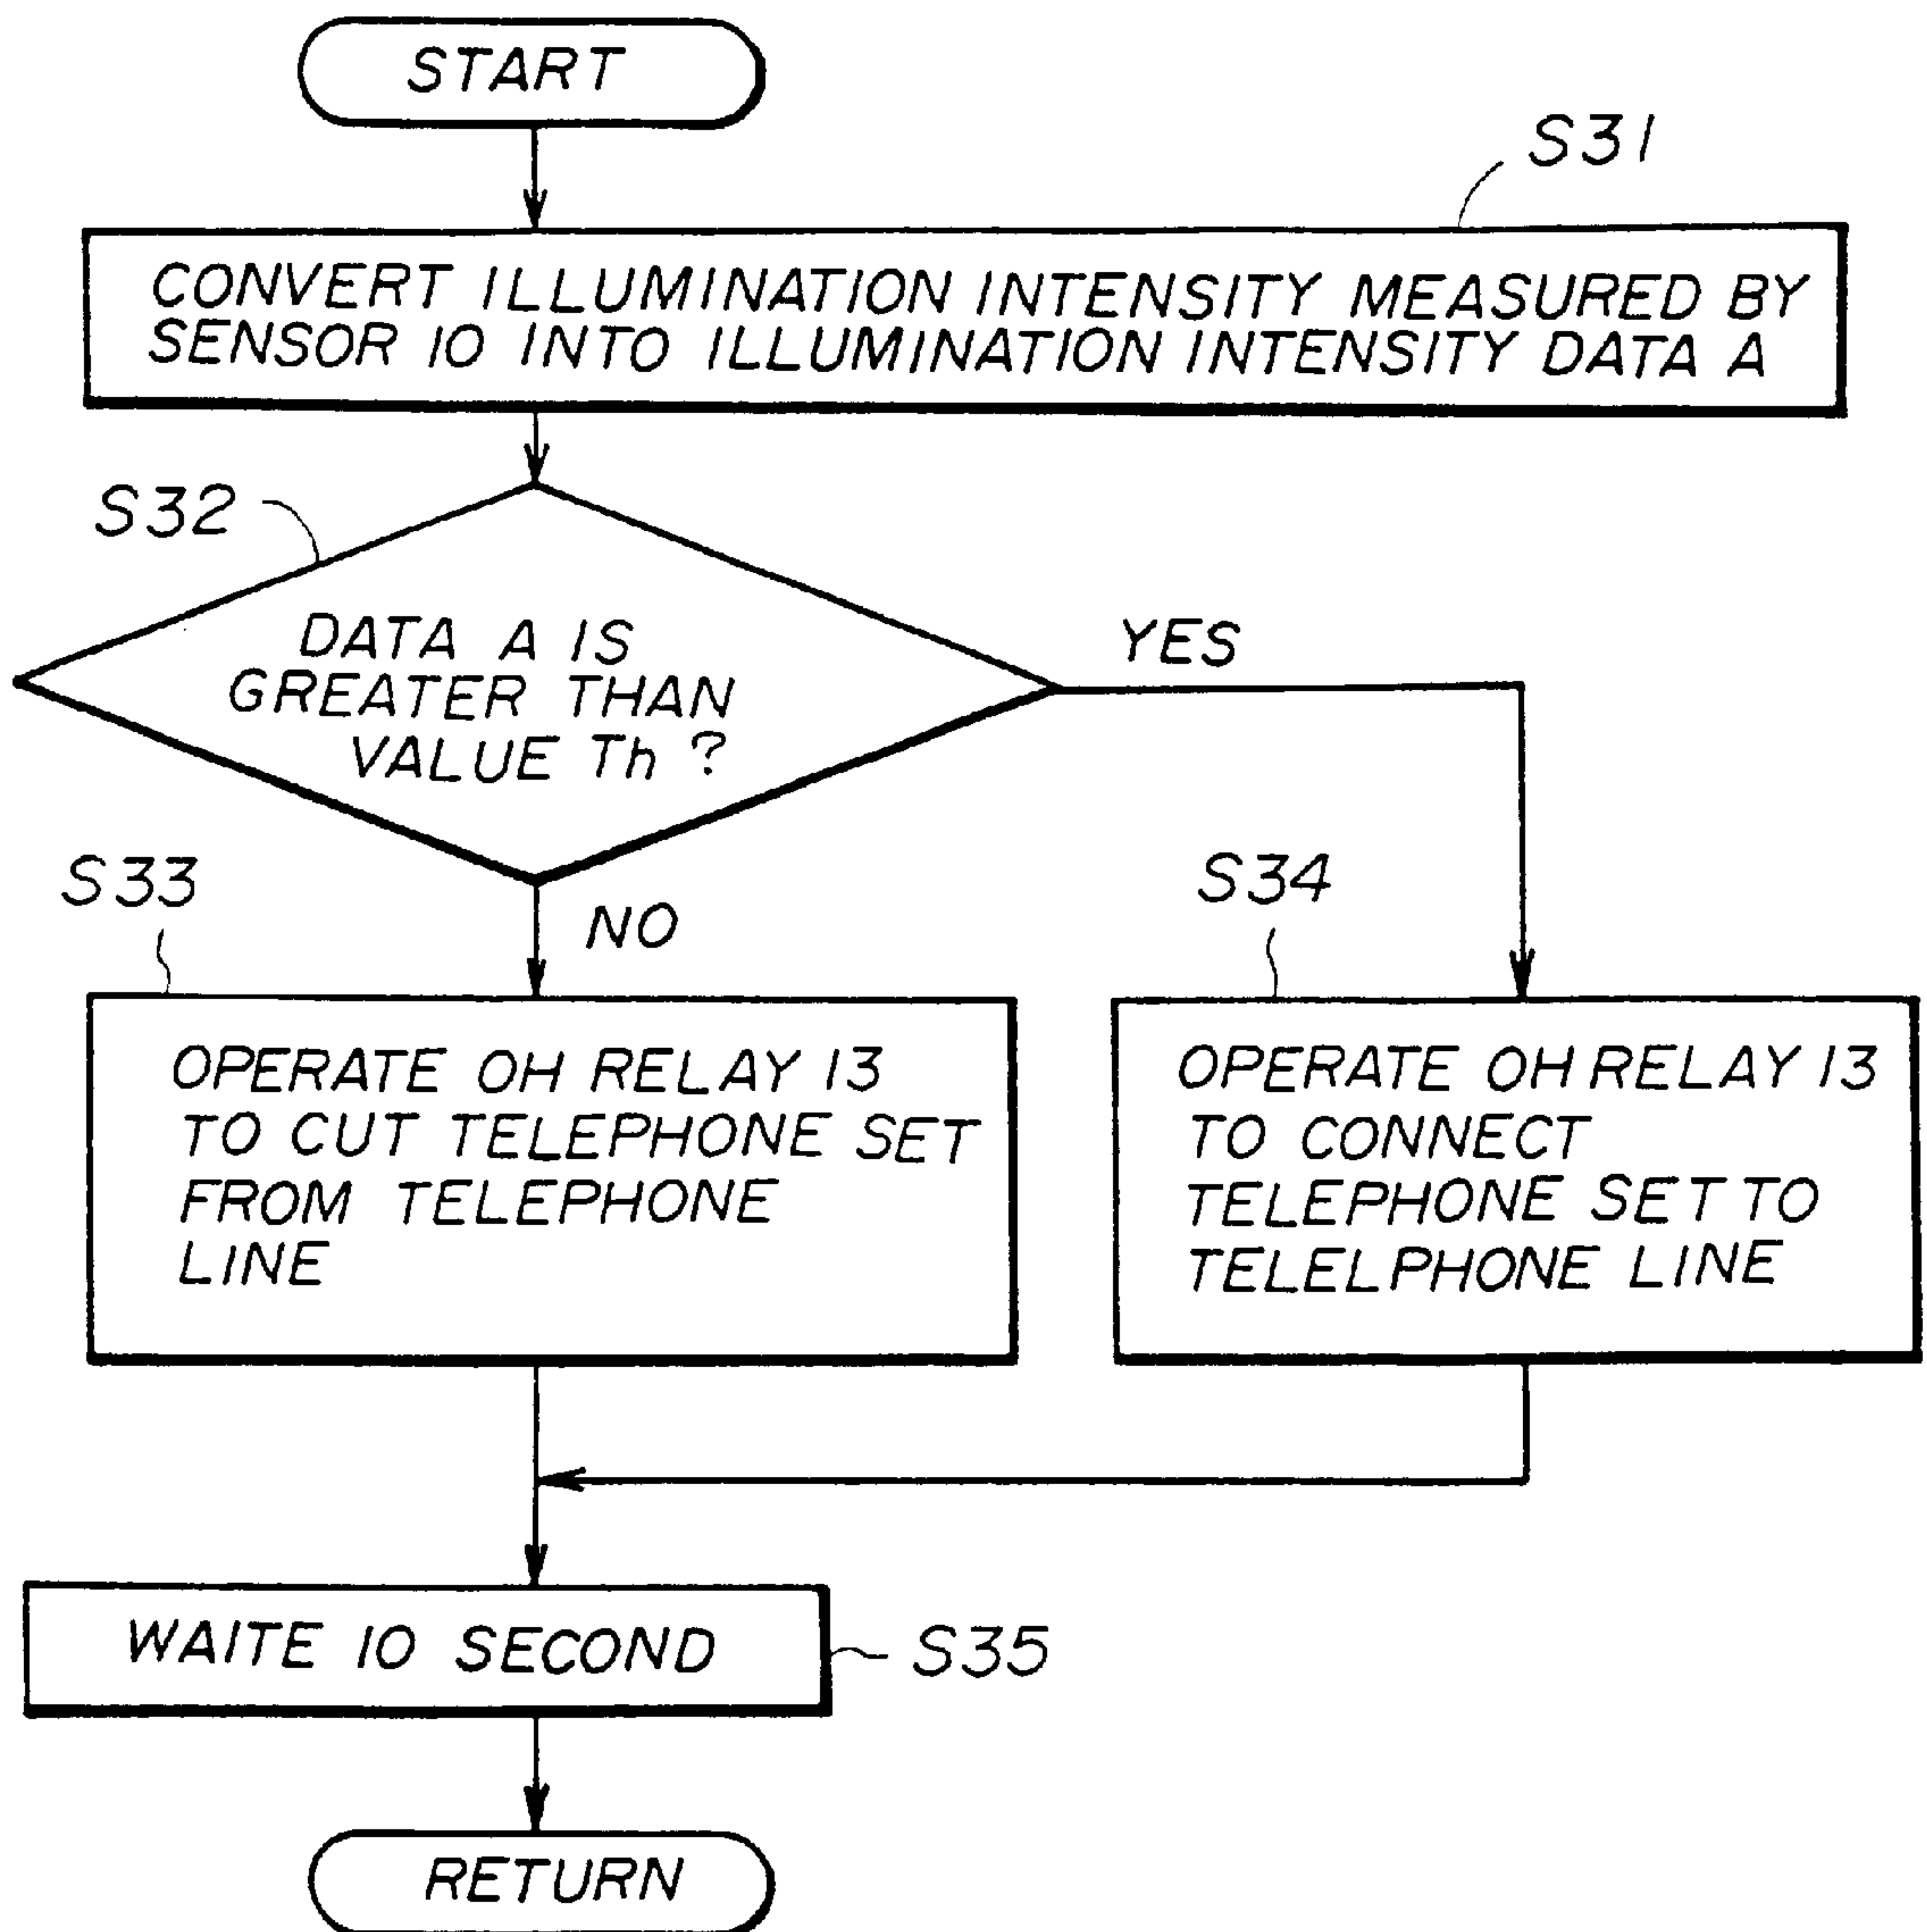 START
S31
CONVERT ILLUMINATION INTENSITY MEASURED BY
SENSOR 10 INTO ILLUMINATION INTENSITY DATA A
S32
DATA A IS
GREATER THAN
VALUE Th ?
YES
NO
S33
OPERATE OH RELAY 13
TO CUT TELEPHONE SET
FROM TELEPHONE
LINE
S34
OPERATE OH RELAY 13
TO CONNECT
TELEPHONE SET TO
TELELPHONE LINE
WAITE 10 SECOND
S35
RETURN